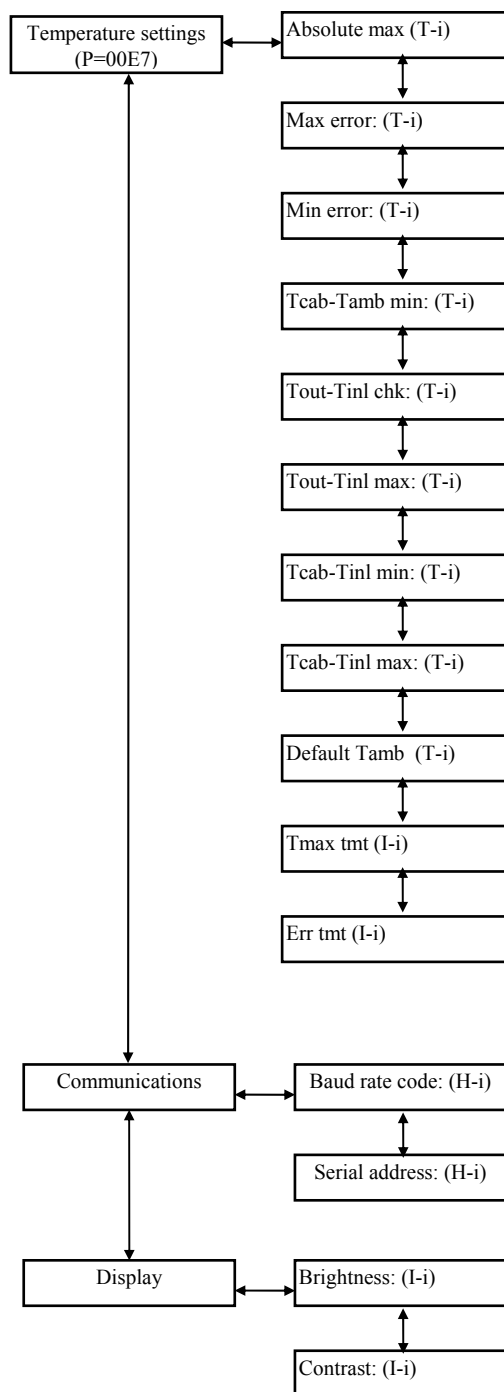 Temperature settings
(P=00E7)
Absolute max (T-i)
Max error: (T-i)
Min error: (T-i)
Tcab-Tamb min: (T-i)
Tout-Tinl chk: (T-i)
Tout-Tinl max: (T-i)
Tcab-Tinl min: (T-i)
Tcab-Tinl max: (T-i)
Default Tamb (T-i)
Tmax tmt (I-i)
Err tmt (I-i)
Communications
Baud rate code: (H-i)
Serial address: (H-i)
Display
Brightness: (I-i)
Contrast: (I-i)